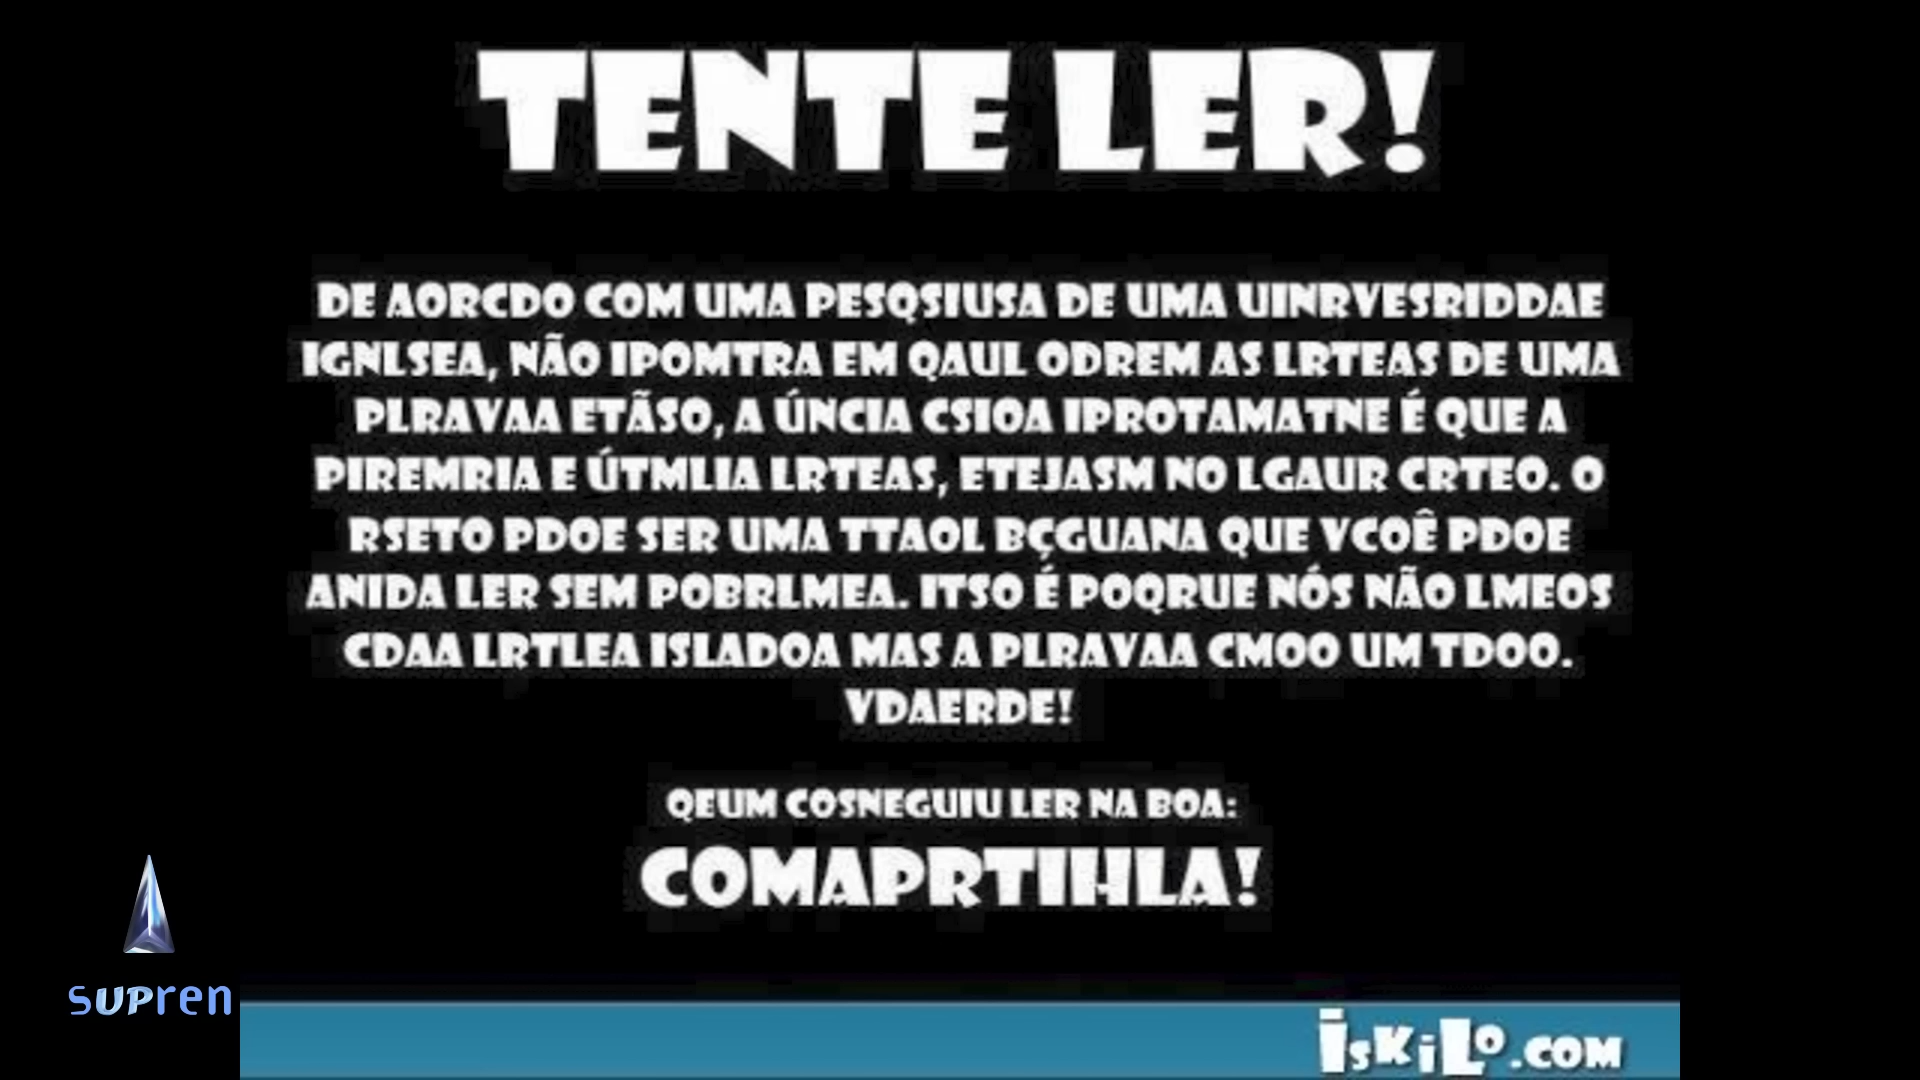 TENTE LER!
DE AORCDO COM UMA PESQSIUSA DE UMA UINRVESRIDDAE
IGNLSEA, NÃO IPOMTRA EM QAUL ODREM AS LRTEAS DE UMA
PLRAVAA ETÃSO, A ÚNCIA CSIOA IPROTAMATNE É QUE A
PIREMRIA E ÚTMLIA LRTEAS, ETEJASM NO LGAUR CRTEO. O
RSETO PDOE SER UMA TTAOL BÇGUANA QUE VCOÊ PDOE
ANIDA LER SEM POBRLMEA. ITSO É POQRUE NÓS NÃO LMEOS
CDAA LRTLEA ISLADOA MAS A PLRAVAA CMOO UM TDOO.
VDAERDE!
QEUM COSNEGUIU LER NA BOA:
COMAPRTIHLA!
supren
iSKiLO.COM